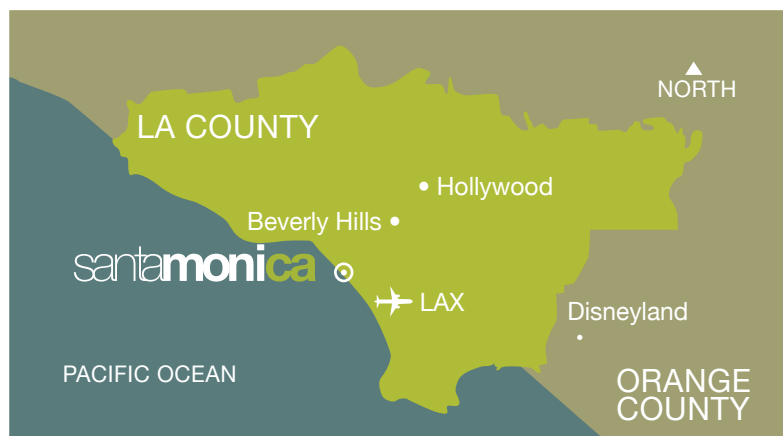 NORTH
LA COUNTY
Hollywood
Beverly Hills
santamonica
LAX
Disneyland
PACIFIC OCEAN
ORANGE
COUNTY